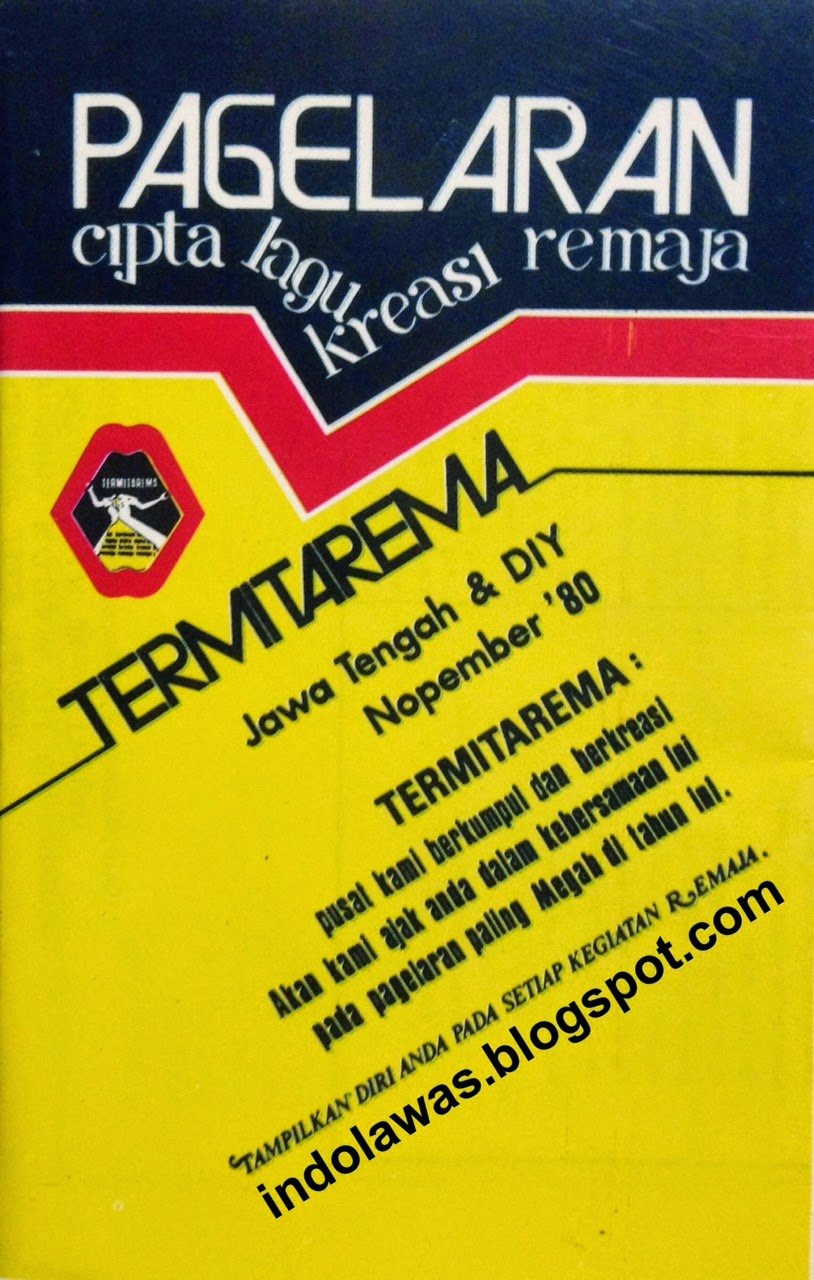 PAGELARAN
cipta lagu kreasi remaja
TERMITAREMA
TERMITAREMA
Jawa Tengah & DIY
Nopember '80
TERMITAREMA :
pusat kami berkumpul dan berkreasi
Akan kami ajak anda dalam kebersamaan ini
pada pagelaran paling Megah di tahun ini.
TAMPILKAN DIRI ANDA PADA SETIAP KEGIATAN REMAJA.
indolawas.blogspot.com